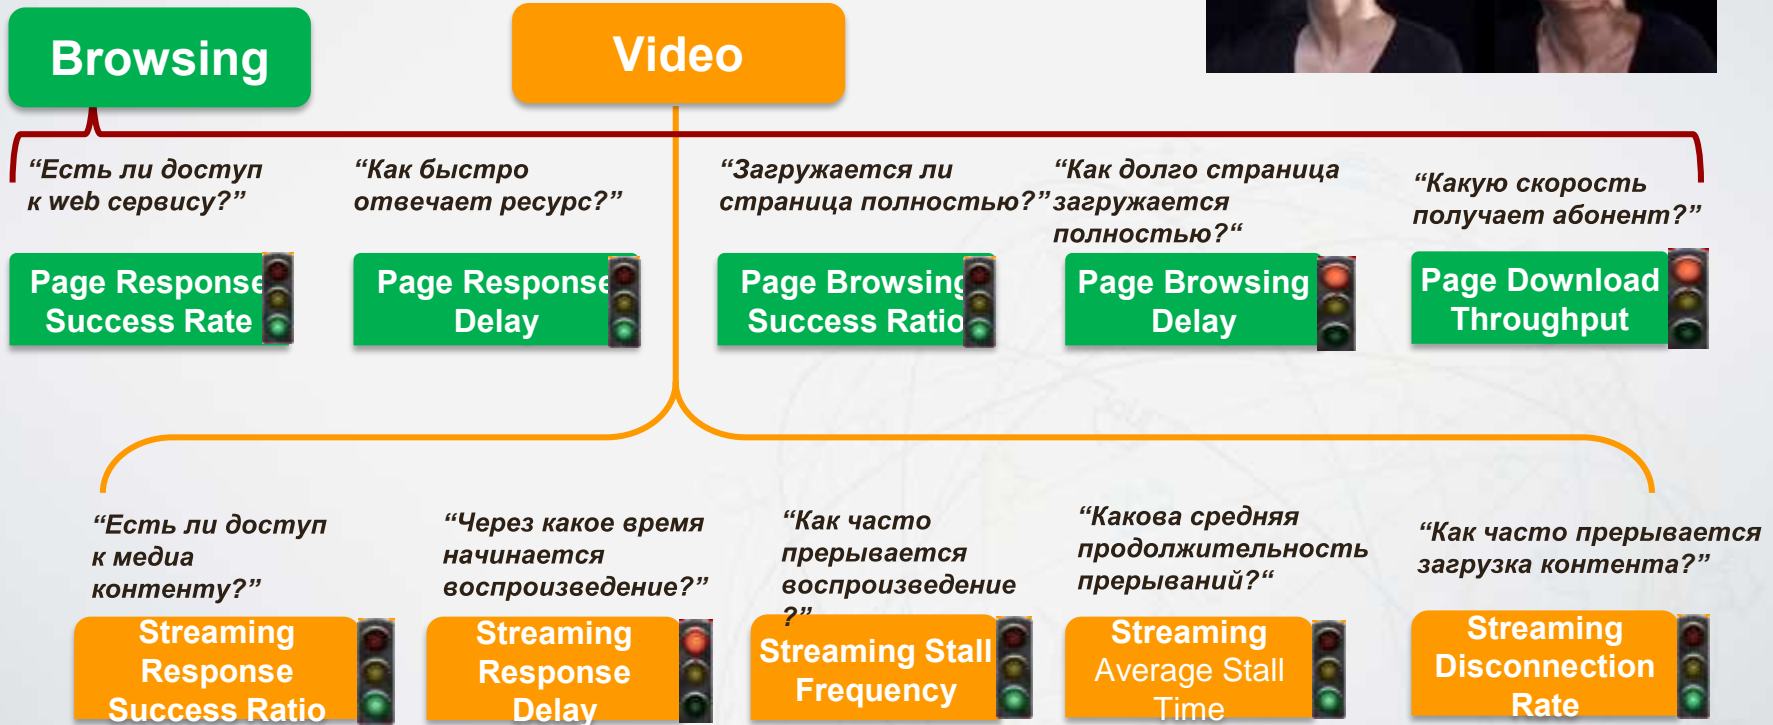 Browsing
Video
“Есть ли доступ
к web сервису?”
“Как быстро
отвечает ресурс?”
“Загружается ли
страница полностью?”
“Как долго страница
загружается
полностью?“
“Какую скорость
получает абонент?”
Page Response
Success Rate
Page Response
Delay
Page Browsing
Success Ratio
Page Browsing
Delay
Page Download
Throughput
“Есть ли доступ
к медиа
контенту?”
“Через какое время
начинается
воспроизведение?”
“Как часто
прерывается
воспроизведение
?”
“Какова средняя
продолжительность
прерываний?“
“Как часто прерывается
загрузка контента?”
Streaming
Response
Success Ratio
Streaming
Response
Delay
Streaming Stall
Frequency
Streaming
Average Stall
Time
Streaming
Disconnection
Rate